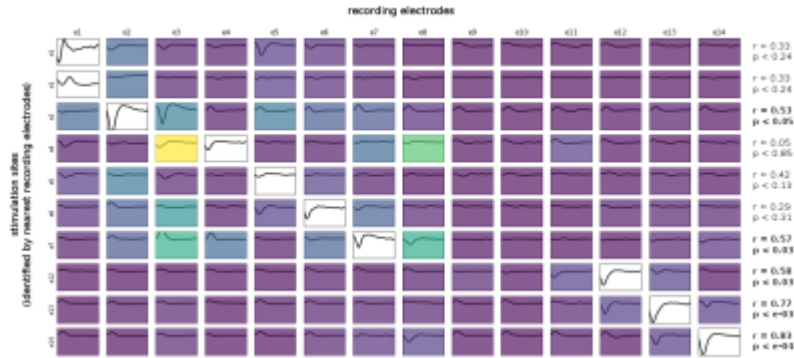 recording electrodes
e1 e2 e3 e4 e5 e6 e7 e8 e9 e10 e11 e12 e13 e14
stimulation sites
(identified by nearest recording electrodes)
r = 0.33
p < 0.24
r = 0.33
p < 0.24
r = 0.53
p < 0.05
r = 0.05
p < 0.85
r = 0.42
p < 0.13
r = 0.29
p < 0.31
r = 0.57
p < 0.03
r = 0.58
p < 0.03
r = 0.77
p < e-03
r = 0.83